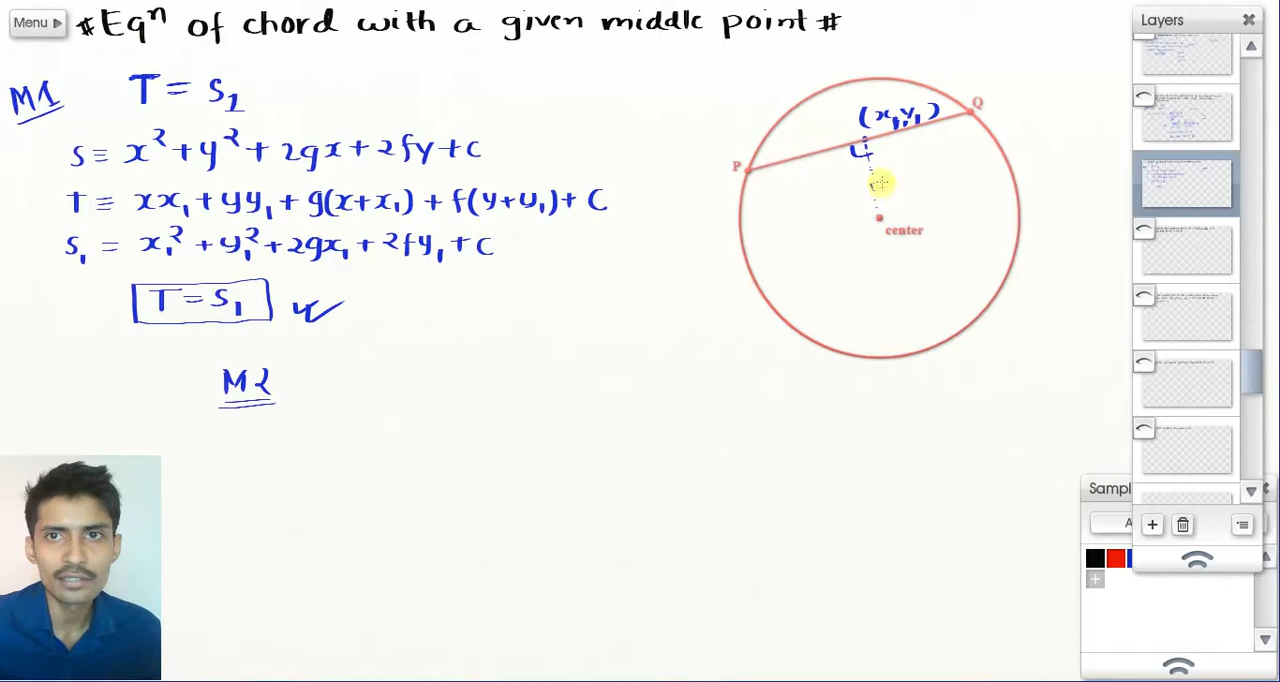 Menu
*Eqⁿ of chord with a given middle point #
M1 T = S₁
S ≡ x² + y² + 2gx + 2fy + c
T ≡ xx₁ + yy₁ + g(x+x₁) + f(y+y₁) + C
S₁ = x₁² + y₁² + 2gx₁ + 2fy₁ + c
T = S₁
M2
(x₁,y₁)
P
Q
center
Layers
Sampl
A